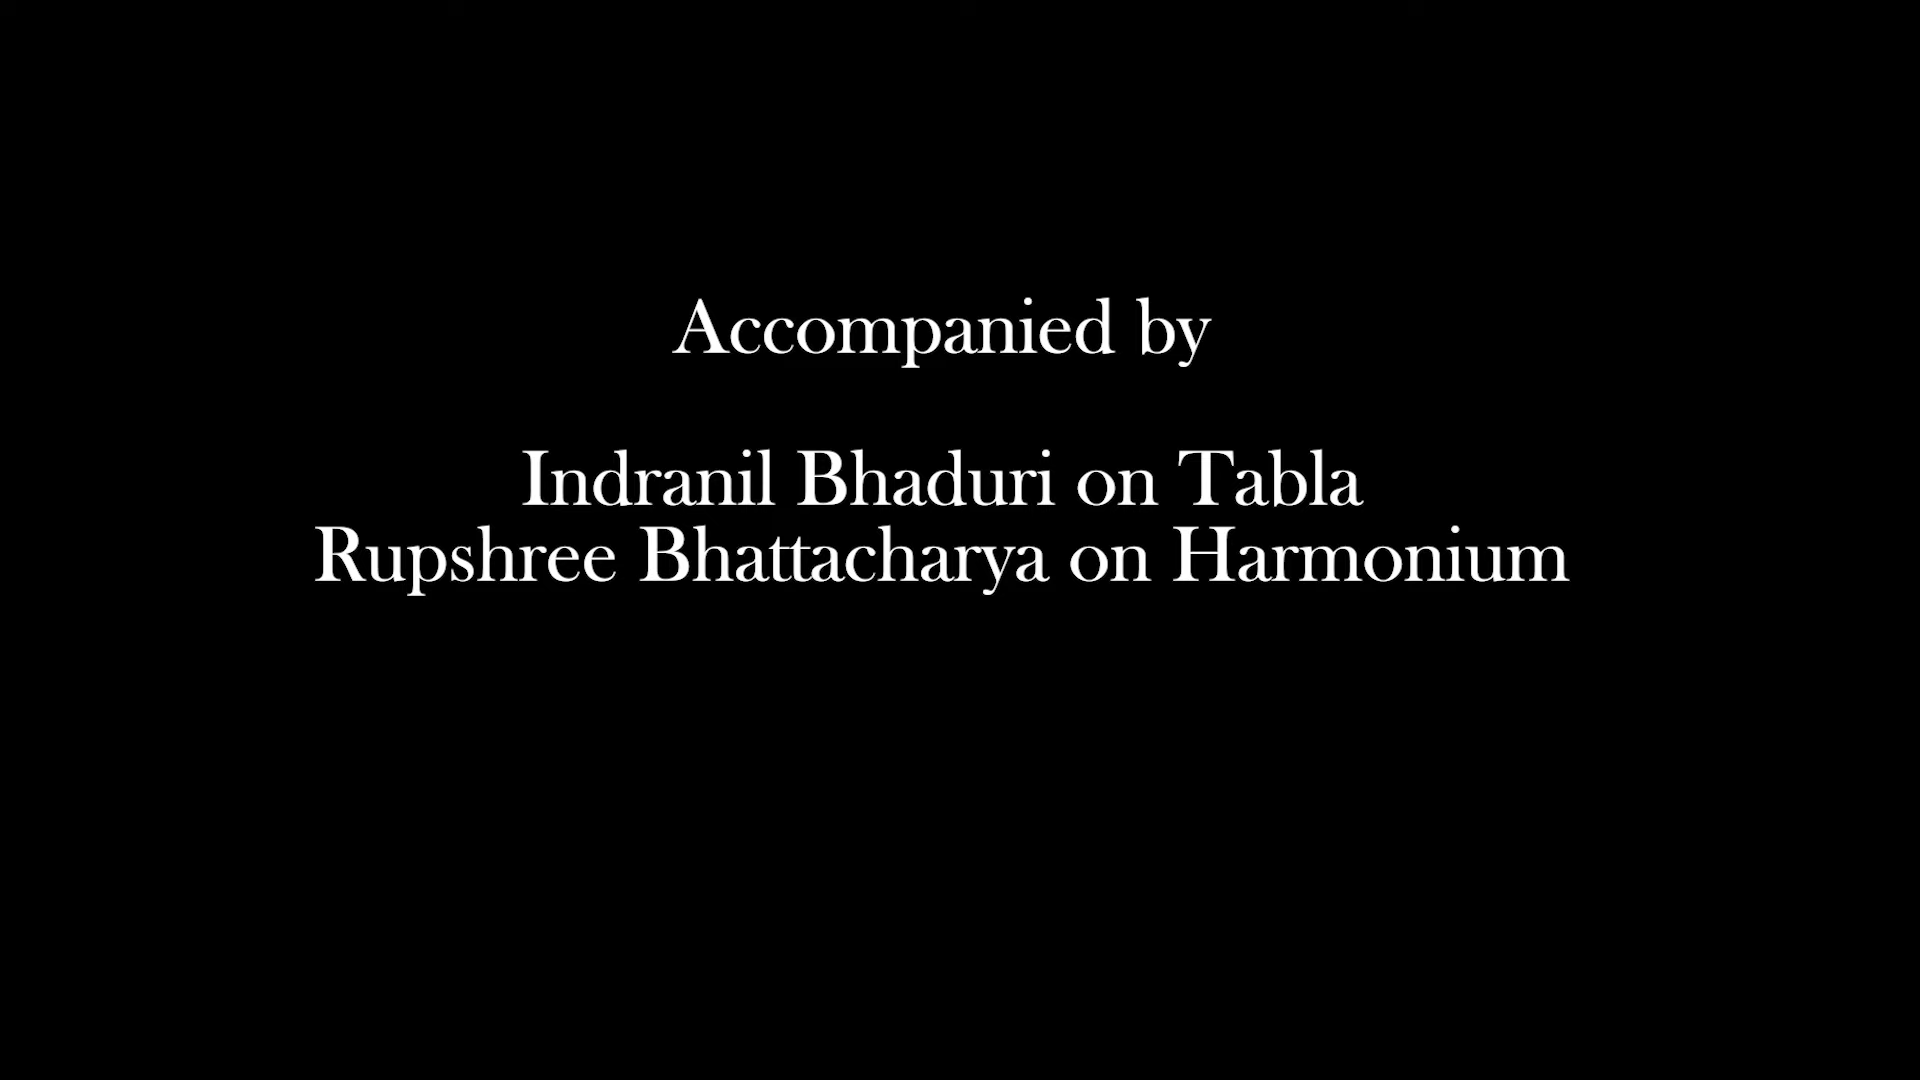 Accompanied by
Indranil Bhaduri on Tabla
Rupshree Bhattacharya on Harmonium